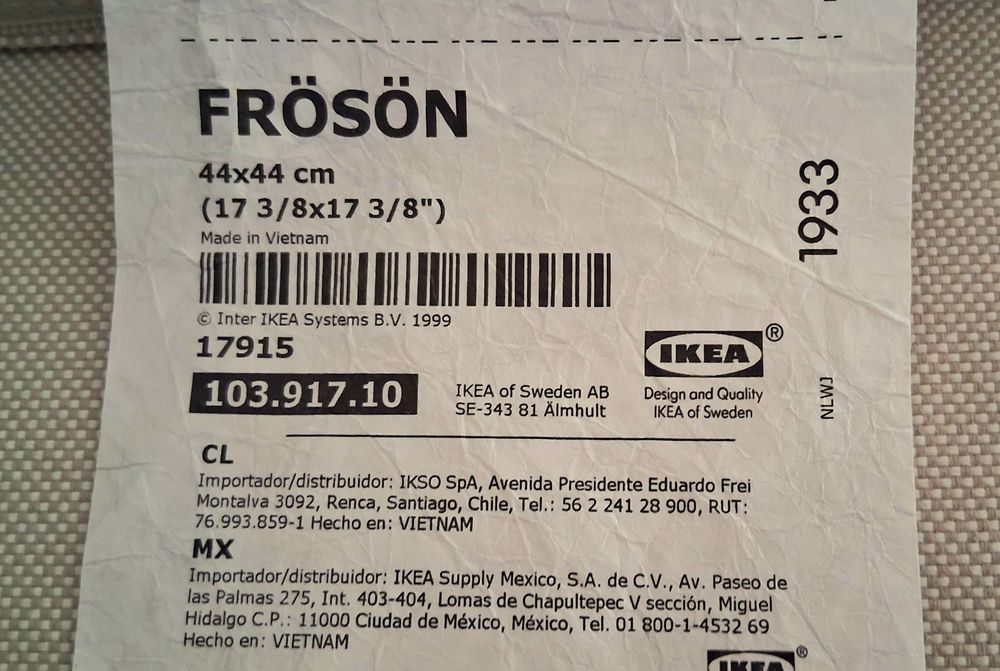 FRÖSÖN
44x44 cm
(17 3/8x17 3/8")
Made in Vietnam
© Inter IKEA Systems B.V. 1999
17915
103.917.10
IKEA of Sweden AB
SE-343 81 Älmhult
IKEA®
Design and Quality
IKEA of Sweden
1933
NLWJ
CL
Importador/distribuidor: IKSO SpA, Avenida Presidente Eduardo Frei
Montalva 3092, Renca, Santiago, Chile, Tel.: 56 2 241 28 900, RUT:
76.993.859-1 Hecho en: VIETNAM
MX
Importador/distribuidor: IKEA Supply Mexico, S.A. de C.V., Av. Paseo de
las Palmas 275, Int. 403-404, Lomas de Chapultepec V sección, Miguel
Hidalgo C.P.: 11000 Ciudad de México, México, Tel. 01 800-1-4532 69
Hecho en: VIETNAM
IKEA®